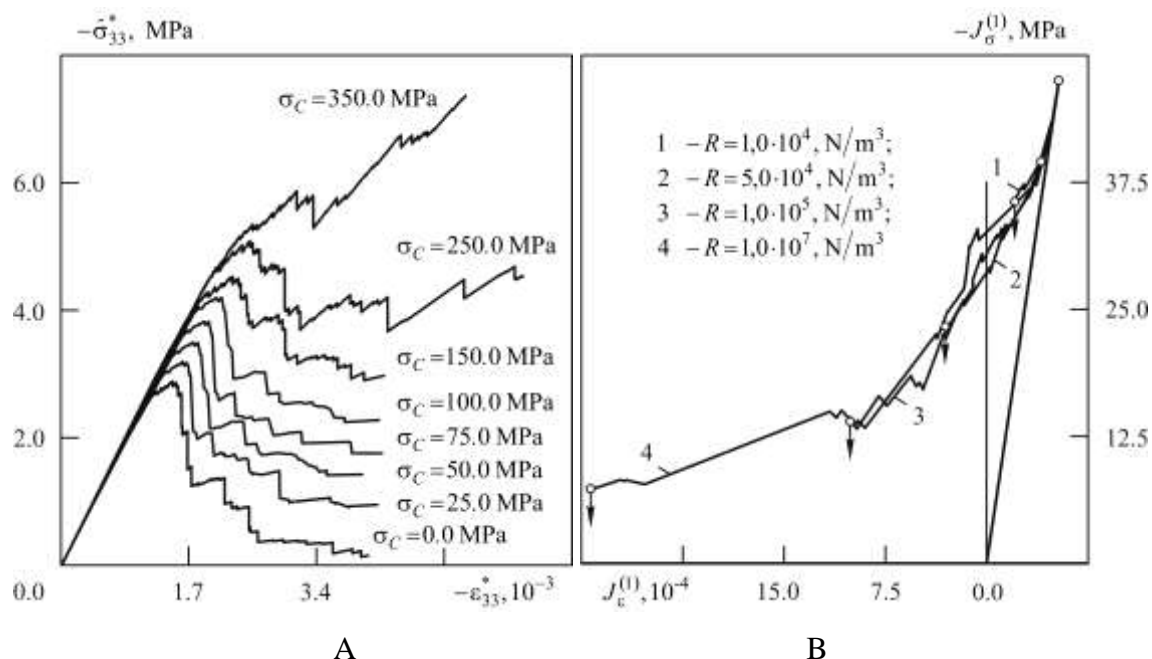 −σ̃*₃₃, MPa
σ_C=350.0 MPa
6.0
σ_C=250.0 MPa
4.0
σ_C=150.0 MPa
σ_C=100.0 MPa
2.0
σ_C=75.0 MPa
σ_C=50.0 MPa
σ_C=25.0 MPa
σ_C=0.0 MPa
0.0 1.7 3.4 −ε*₃₃, 10⁻³
A
−J_σ⁽¹⁾, MPa
1 −R=1,0·10⁴, N/m³;
2 −R=5,0·10⁴, N/m³;
3 −R=1,0·10⁵, N/m³;
4 −R=1,0·10⁷, N/m³
1
37.5
2
25.0
3
4
12.5
J_ε⁽¹⁾,10⁻⁴ 15.0 7.5 0.0
B